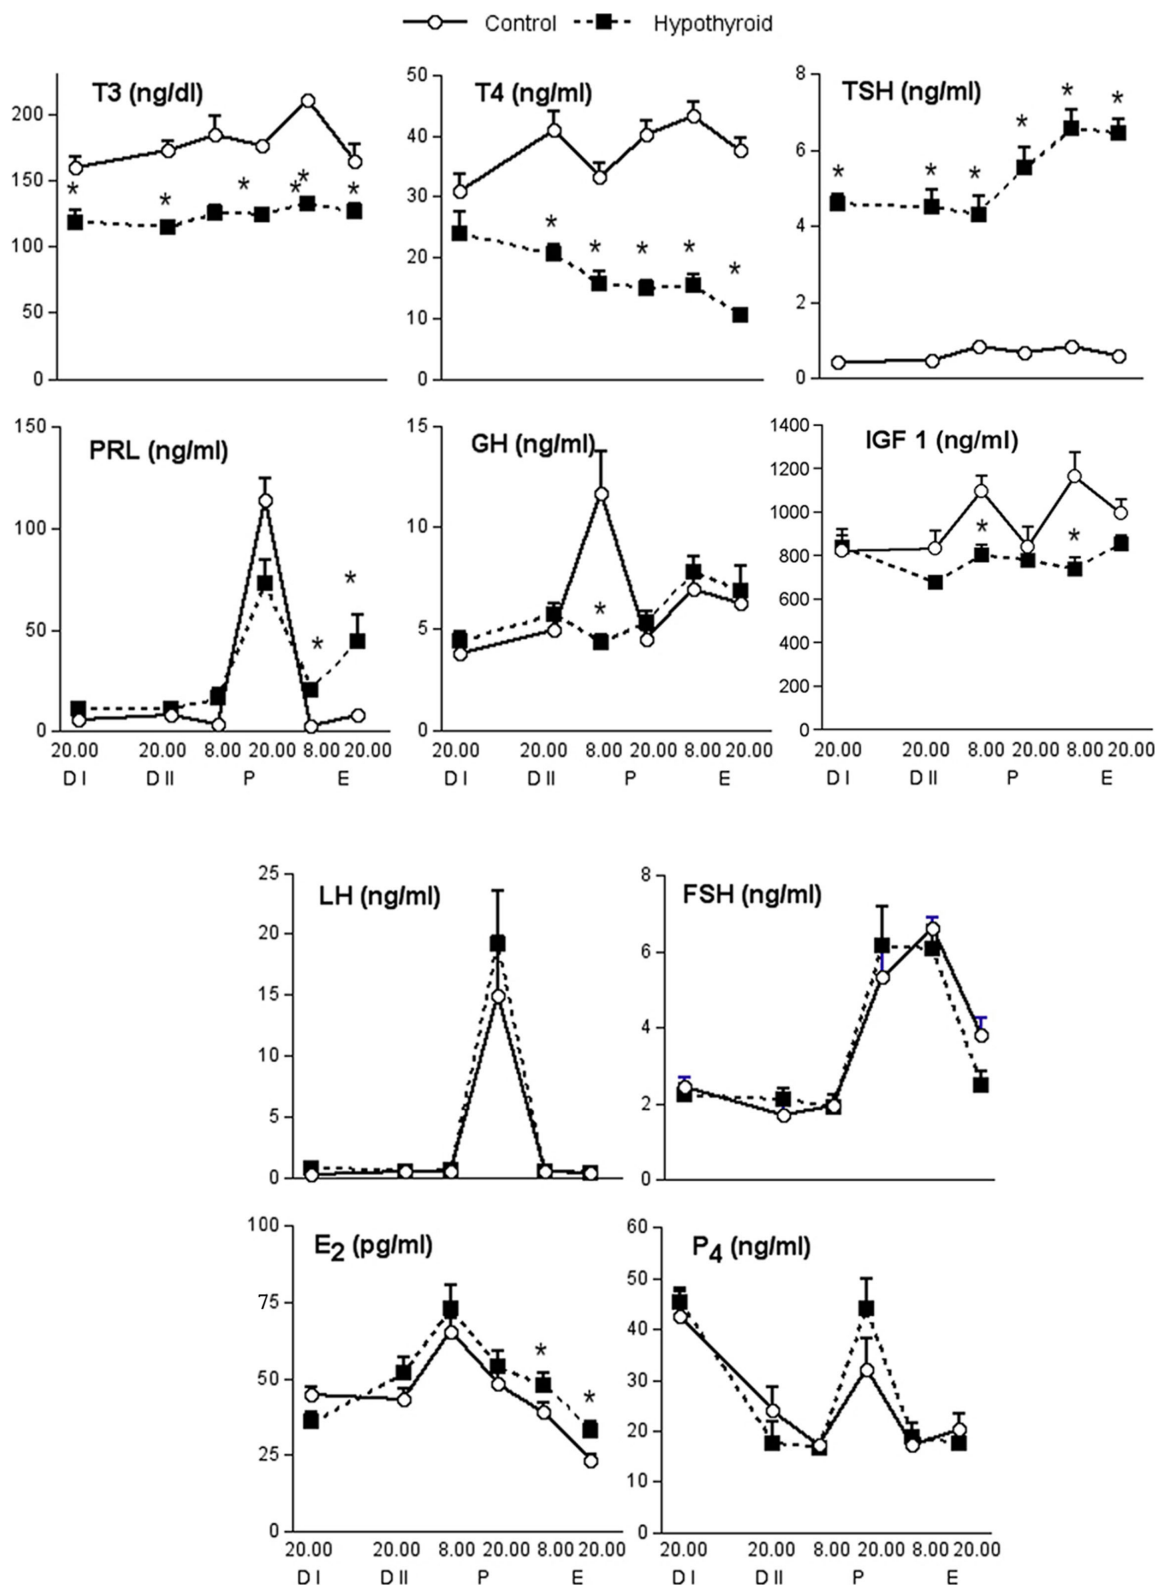 Control Hypothyroid
T3 (ng/dl)
200
150
100
50
0
* * * * * * *
T4 (ng/ml)
50
40
30
20
10
0
* * * * *
TSH (ng/ml)
8
6
4
2
0
* * * * * *
PRL (ng/ml)
150
100
50
0
* *
20.00 20.00 8.00 20.00 8.00 20.00
D I D II P E
GH (ng/ml)
15
10
5
0
*
20.00 20.00 8.00 20.00 8.00 20.00
D I D II P E
IGF 1 (ng/ml)
1400
1200
1000
800
600
400
200
0
* *
20.00 20.00 8.00 20.00 8.00 20.00
D I D II P E
LH (ng/ml)
25
20
15
10
5
0
FSH (ng/ml)
8
6
4
2
0
E2 (pg/ml)
100
75
50
25
0
* *
20.00 20.00 8.00 20.00 8.00 20.00
D I D II P E
P4 (ng/ml)
60
50
40
30
20
10
0
20.00 20.00 8.00 20.00 8.00 20.00
D I D II P E